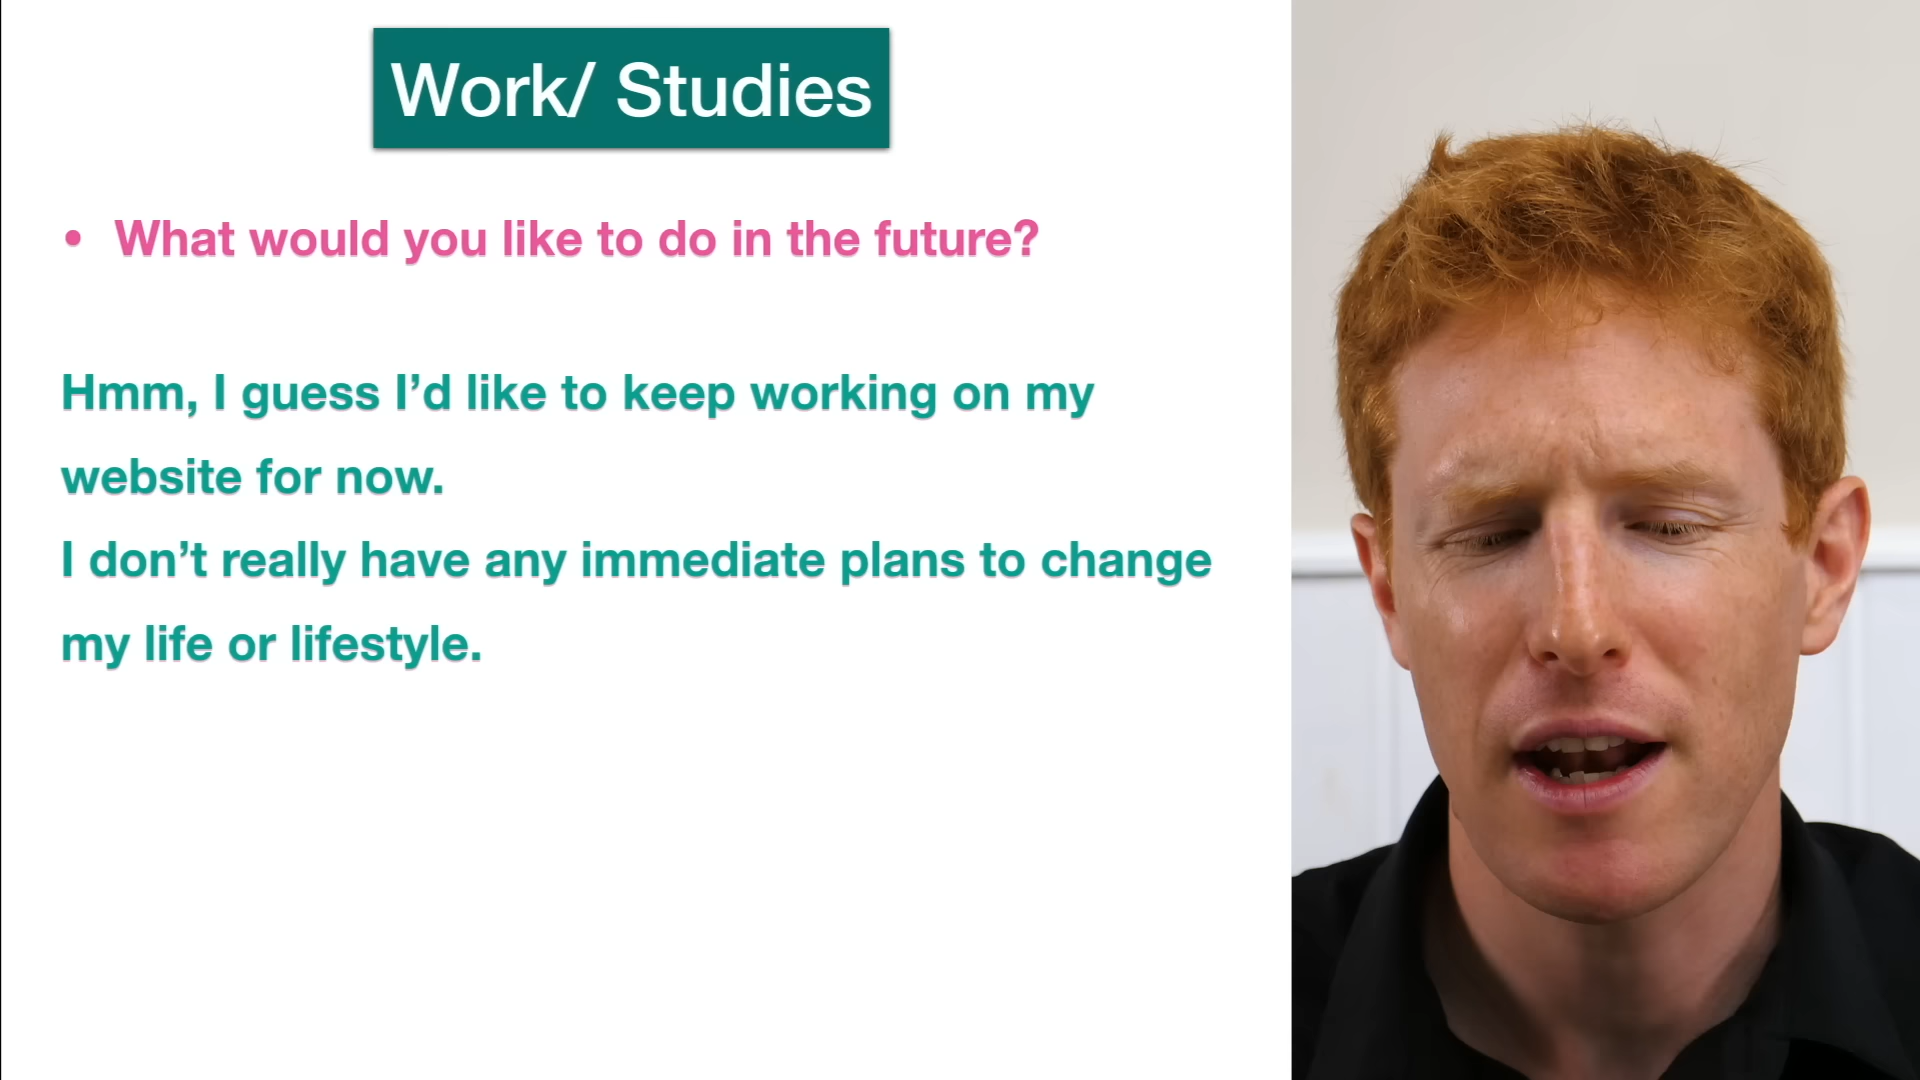 Work/ Studies
• What would you like to do in the future?
Hmm, I guess I’d like to keep working on my
website for now.
I don’t really have any immediate plans to change
my life or lifestyle.